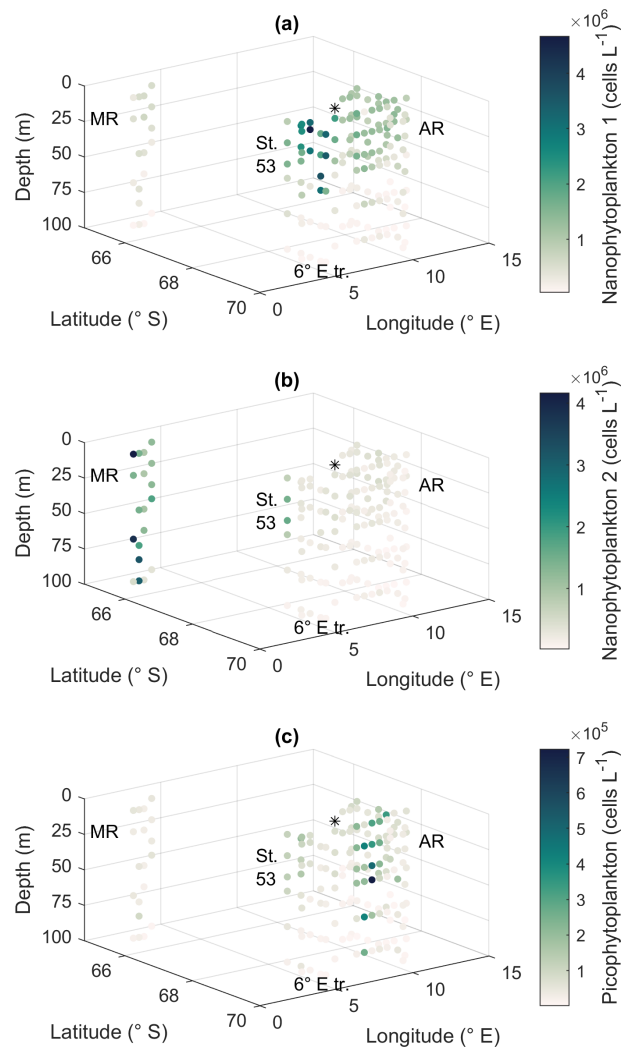 (a)
×10^6
0
25
50
75
100
Depth (m)
MR
St.
53
AR
6° E tr.
66
68
70
Latitude (° S)
0
5
10
15
Longitude (° E)
4
3
2
1
Nanophytoplankton 1 (cells L^-1)
(b)
×10^6
0
25
50
75
100
Depth (m)
MR
St.
53
AR
6° E tr.
66
68
70
Latitude (° S)
0
5
10
15
Longitude (° E)
4
3
2
1
Nanophytoplankton 2 (cells L^-1)
(c)
×10^5
0
25
50
75
100
Depth (m)
MR
St.
53
AR
6° E tr.
66
68
70
Latitude (° S)
0
5
10
15
Longitude (° E)
7
6
5
4
3
2
1
Picophytoplankton (cells L^-1)